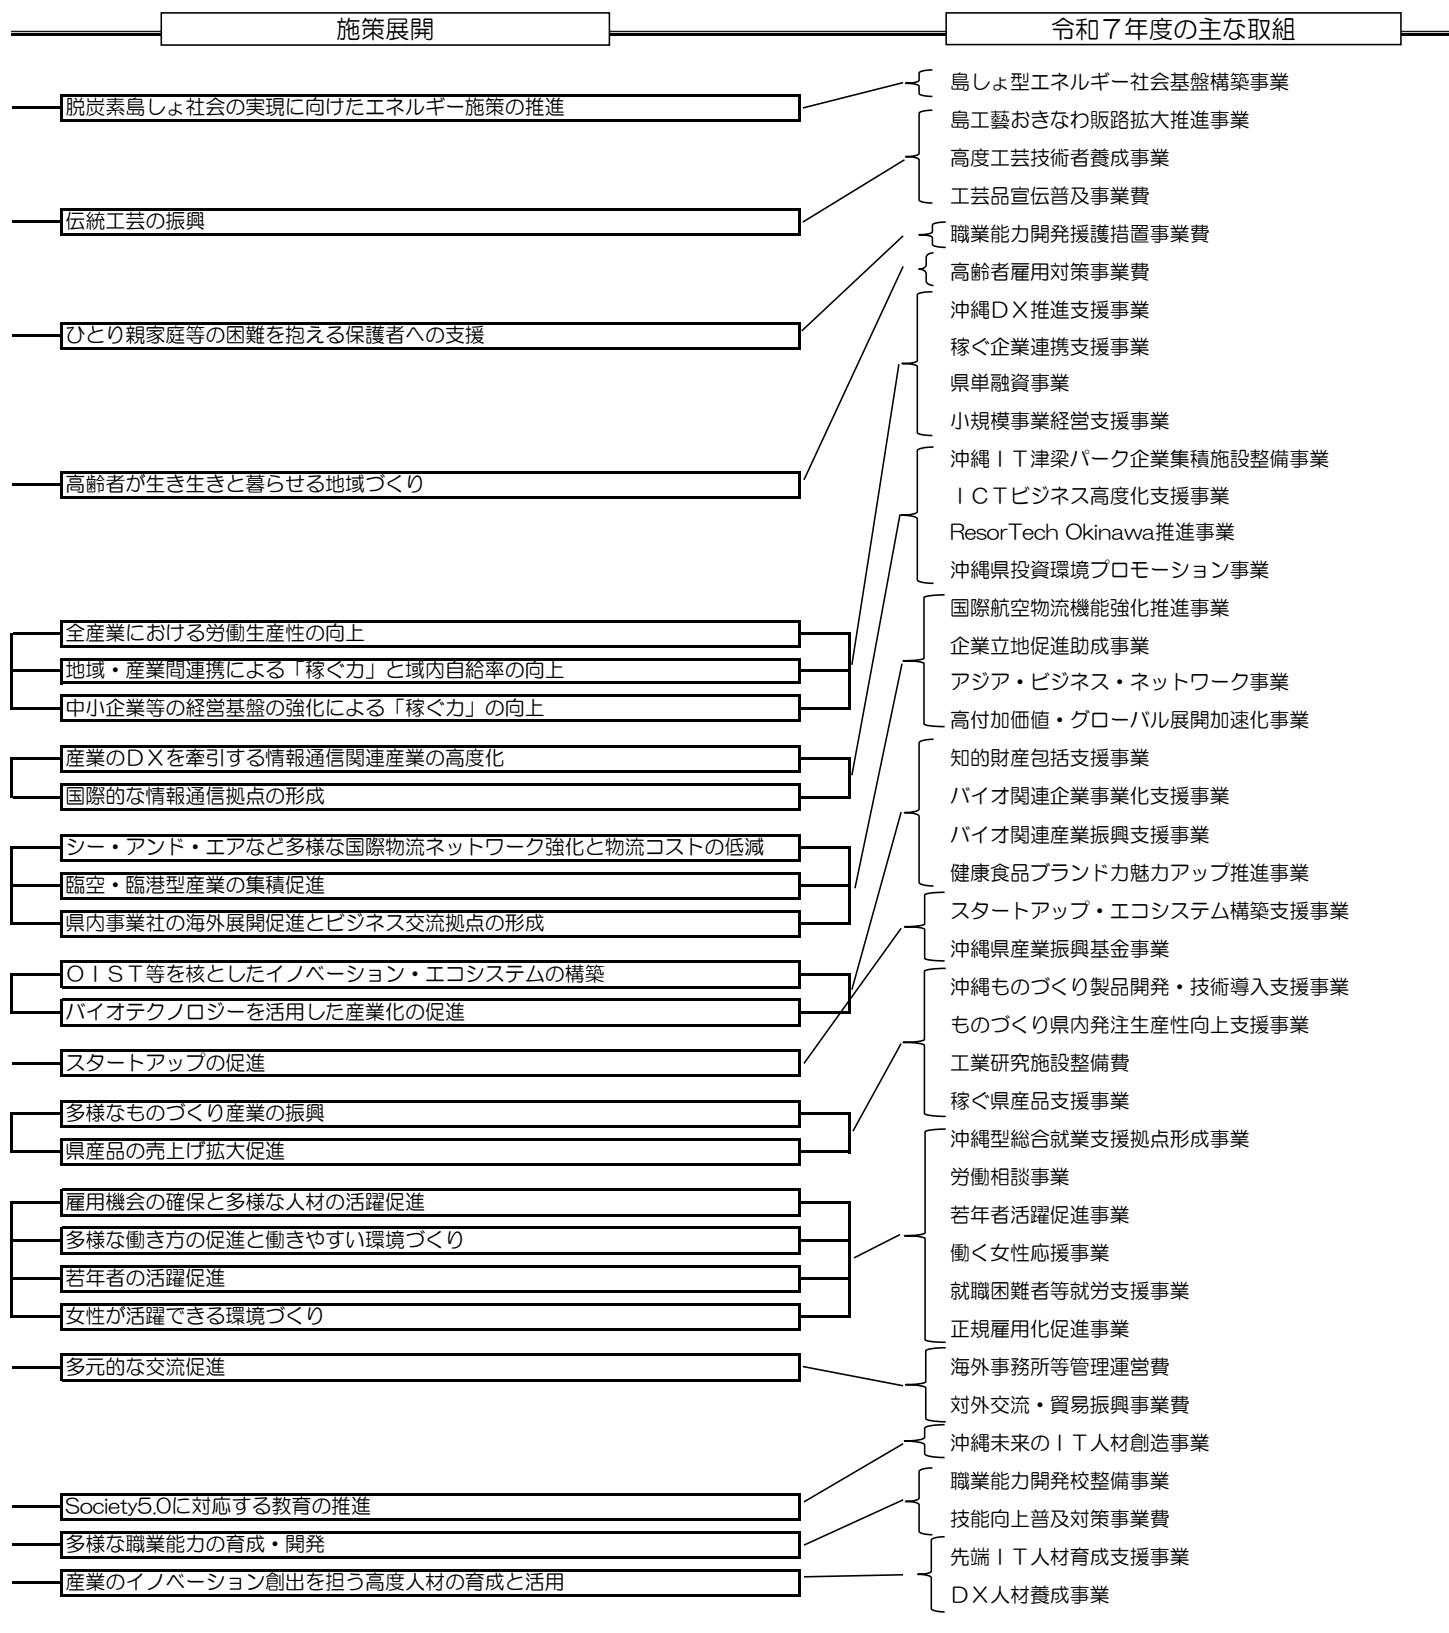 施策展開
令和７年度の主な取組
脱炭素島しょ社会の実現に向けたエネルギー施策の推進
伝統工芸の振興
ひとり親家庭等の困難を抱える保護者への支援
高齢者が生き生きと暮らせる地域づくり
全産業における労働生産性の向上
地域・産業間連携による「稼ぐ力」と域内自給率の向上
中小企業等の経営基盤の強化による「稼ぐ力」の向上
産業のＤＸを牽引する情報通信関連産業の高度化
国際的な情報通信拠点の形成
シー・アンド・エアなど多様な国際物流ネットワーク強化と物流コストの低減
臨空・臨港型産業の集積促進
県内事業社の海外展開促進とビジネス交流拠点の形成
ＯＩＳＴ等を核としたイノベーション・エコシステムの構築
バイオテクノロジーを活用した産業化の促進
スタートアップの促進
多様なものづくり産業の振興
県産品の売上げ拡大促進
雇用機会の確保と多様な人材の活躍促進
多様な働き方の促進と働きやすい環境づくり
若年者の活躍促進
女性が活躍できる環境づくり
多元的な交流促進
Society5.0に対応する教育の推進
多様な職業能力の育成・開発
産業のイノベーション創出を担う高度人材の育成と活用
島しょ型エネルギー社会基盤構築事業
島工藝おきなわ販路拡大推進事業
高度工芸技術者養成事業
工芸品宣伝普及事業費
職業能力開発援護措置事業費
高齢者雇用対策事業費
沖縄ＤＸ推進支援事業
稼ぐ企業連携支援事業
県単融資事業
小規模事業経営支援事業
沖縄ＩＴ津梁パーク企業集積施設整備事業
ＩＣＴビジネス高度化支援事業
ResorTech Okinawa推進事業
沖縄県投資環境プロモーション事業
国際航空物流機能強化推進事業
企業立地促進助成事業
アジア・ビジネス・ネットワーク事業
高付加価値・グローバル展開加速化事業
知的財産包括支援事業
バイオ関連企業事業化支援事業
バイオ関連産業振興支援事業
健康食品ブランド力魅力アップ推進事業
スタートアップ・エコシステム構築支援事業
沖縄県産業振興基金事業
沖縄ものづくり製品開発・技術導入支援事業
ものづくり県内発注生産性向上支援事業
工業研究施設整備費
稼ぐ県産品支援事業
沖縄型総合就業支援拠点形成事業
労働相談事業
若年者活躍促進事業
働く女性応援事業
就職困難者等就労支援事業
正規雇用化促進事業
海外事務所等管理運営費
対外交流・貿易振興事業費
沖縄未来のＩＴ人材創造事業
職業能力開発校整備事業
技能向上普及対策事業費
先端ＩＴ人材育成支援事業
ＤＸ人材養成事業